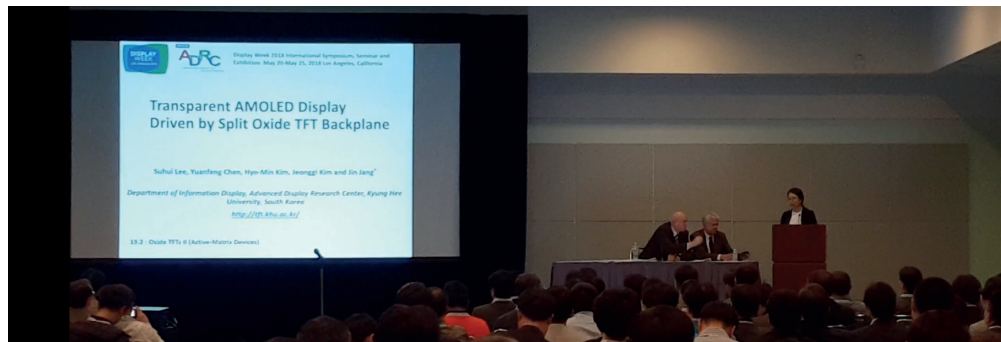 DISPLAY
WEEK
ADRC
Display Week 2018 International Symposium, Seminar and
Exhibition May 20-May 25, 2018 Los Angeles, California
Transparent AMOLED Display
Driven by Split Oxide TFT Backplane
Suhui Lee, Yuanfeng Chen, Hyo-Min Kim, Jeonggi Kim and Jin Jang*
Department of Information Display, Advanced Display Research Center, Kyung Hee
University, South Korea
http://tft.khu.ac.kr/
19.2 : Oxide TFTs II (Active-Matrix Devices)